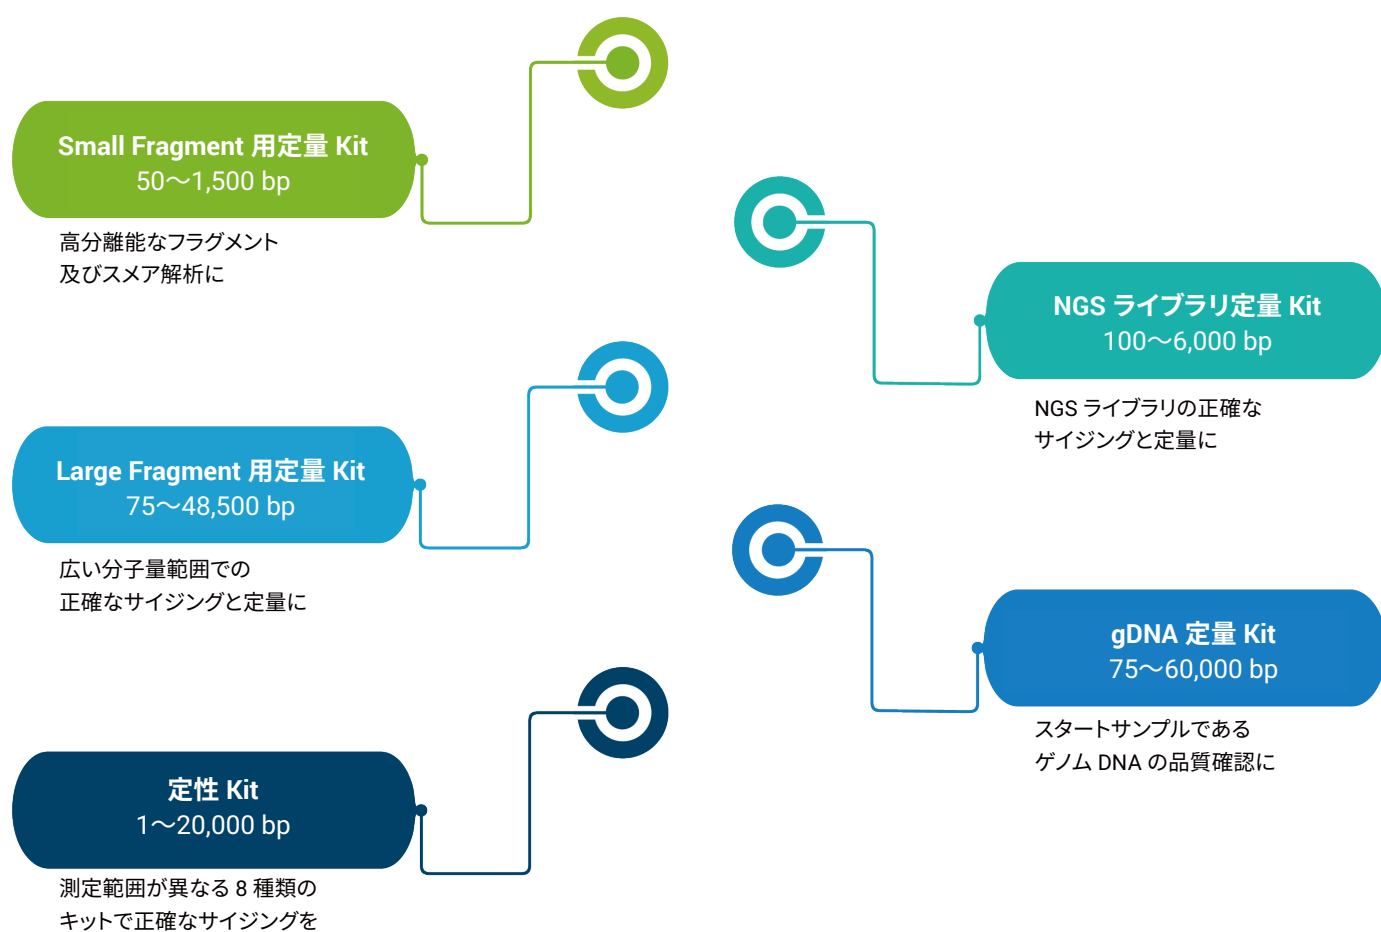 Small Fragment 用定量 Kit
50～1,500 bp
高分離能なフラグメント
及びスメア解析に
NGS ライブラリ定量 Kit
100～6,000 bp
NGS ライブラリの正確な
サイジングと定量に
Large Fragment 用定量 Kit
75～48,500 bp
広い分子量範囲での
正確なサイジングと定量に
gDNA 定量 Kit
75～60,000 bp
スタートサンプルである
ゲノム DNA の品質確認に
定性 Kit
1～20,000 bp
測定範囲が異なる 8 種類の
キットで正確なサイジングを